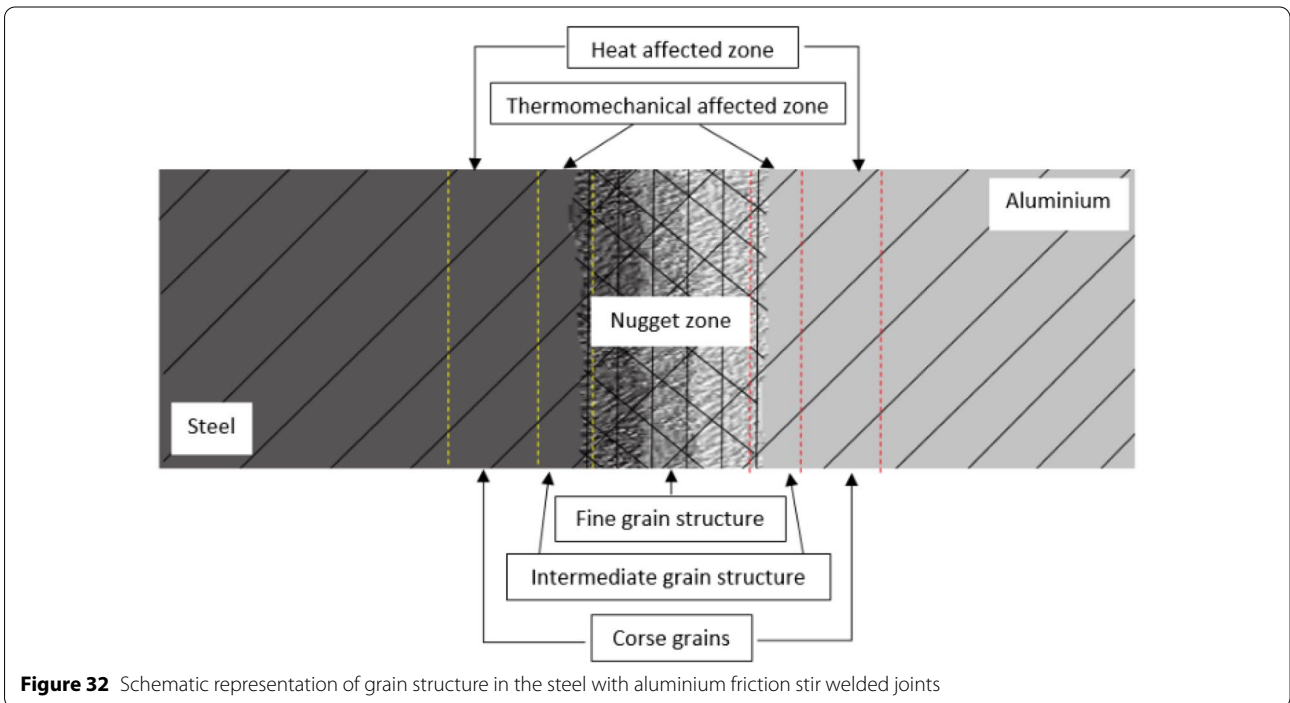 Heat affected zone
Thermomechanical affected zone
Aluminium
Nugget zone
Steel
Fine grain structure
Intermediate grain structure
Corse grains
Figure 32 Schematic representation of grain structure in the steel with aluminium friction stir welded joints